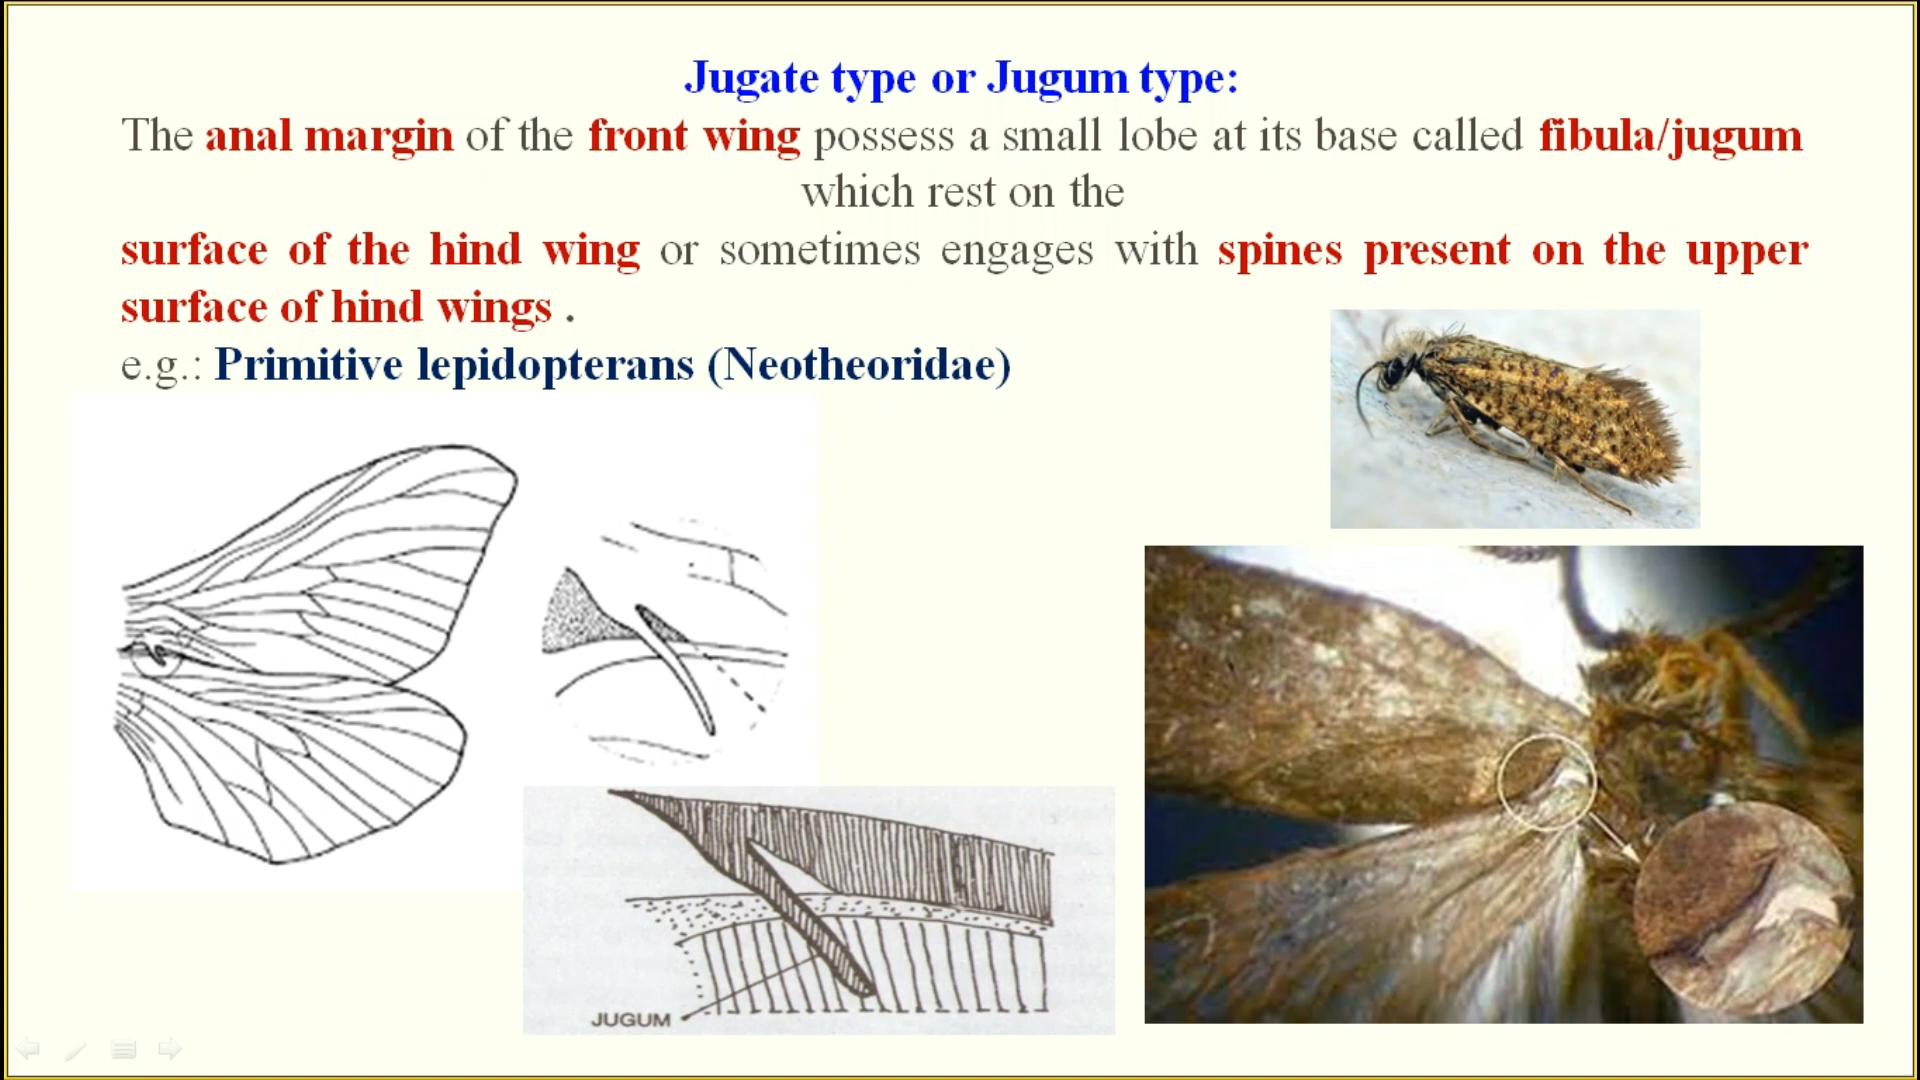 Jugate type or Jugum type:
The anal margin of the front wing possess a small lobe at its base called fibula/jugum
which rest on the
surface of the hind wing or sometimes engages with spines present on the upper
surface of hind wings .
e.g.: Primitive lepidopterans (Neotheoridae)
JUGUM